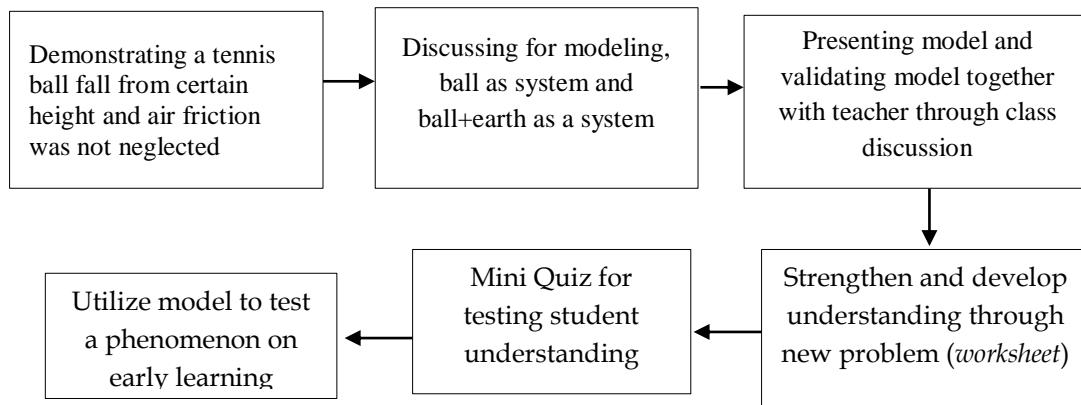 Demonstrating a tennis
ball fall from certain
height and air friction
was not neglected
Discussing for modeling,
ball as system and
ball+earth as a system
Presenting model and
validating model together
with teacher through class
discussion
Strengthen and develop
understanding through
new problem (worksheet)
Mini Quiz for
testing student
understanding
Utilize model to test
a phenomenon on
early learning